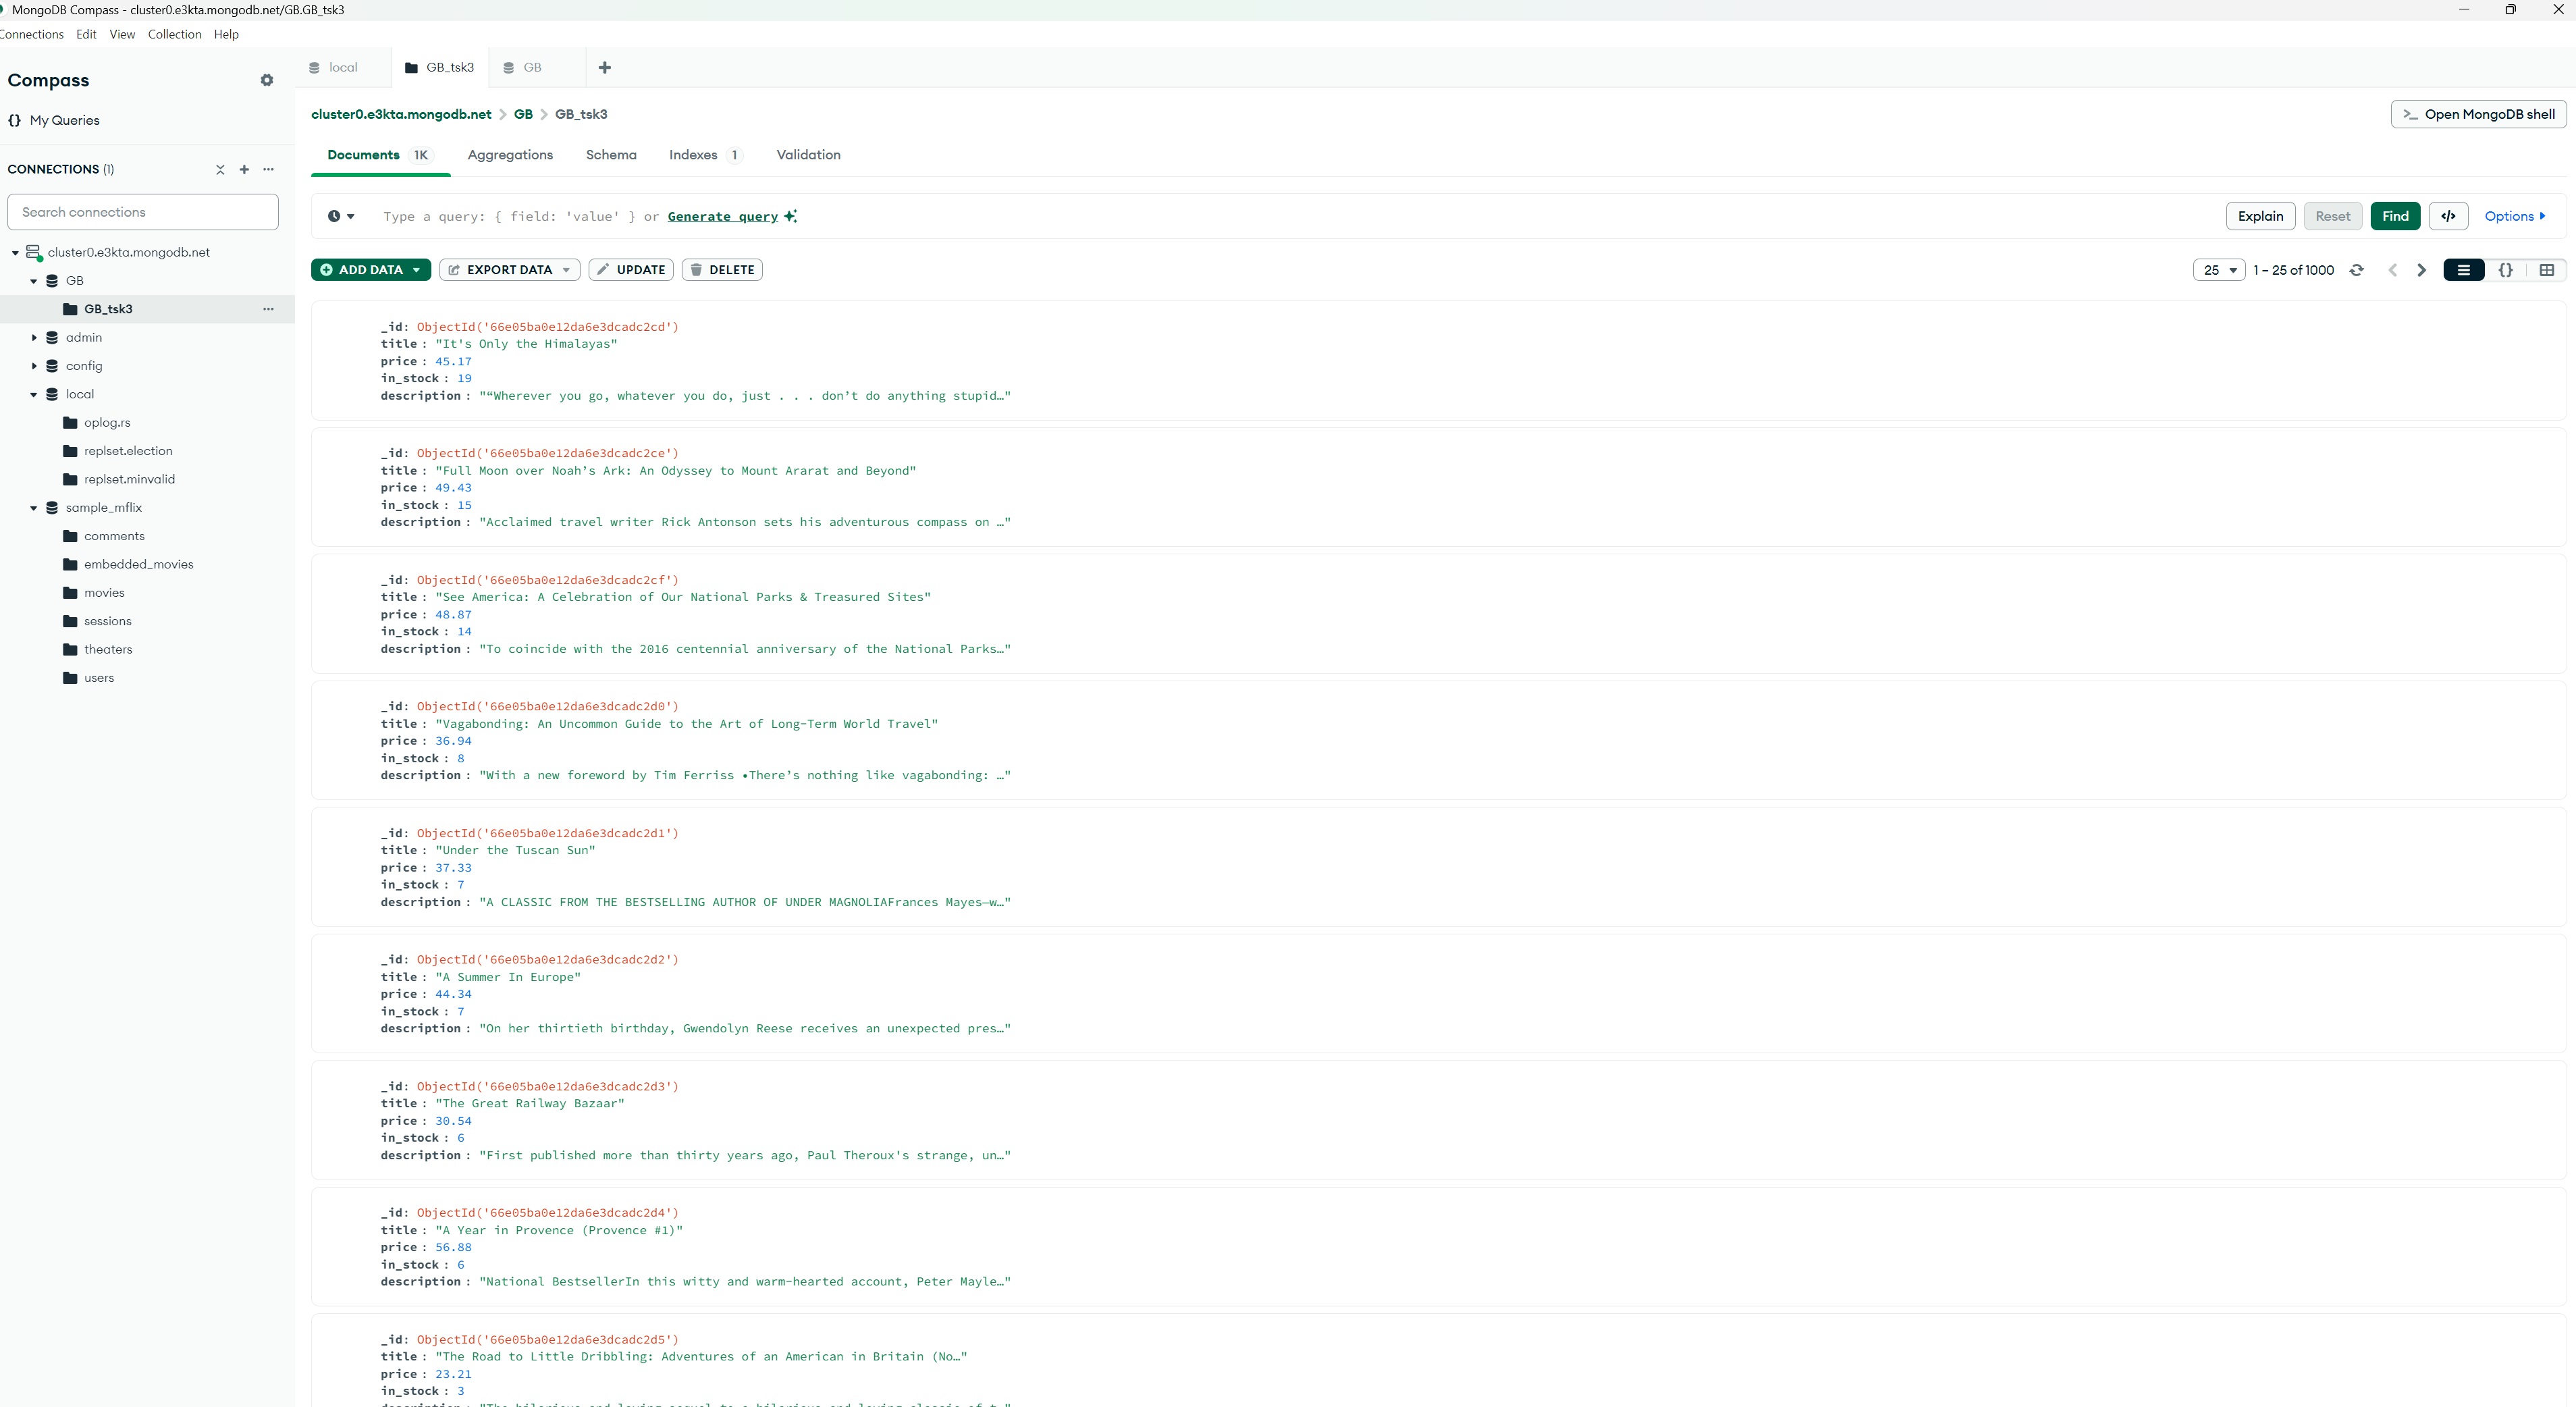 MongoDB Compass - cluster0.e3kta.mongodb.net/GB.GB_tsk3
Connections Edit View Collection Help
Compass
{} My Queries
CONNECTIONS (1)
Search connections
cluster0.e3kta.mongodb.net
GB
GB_tsk3
admin
config
local
oplog.rs
replset.election
replset.minvalid
sample_mflix
comments
embedded_movies
movies
sessions
theaters
users
local GB_tsk3 GB
cluster0.e3kta.mongodb.net > GB > GB_tsk3
>_ Open MongoDB shell
Documents 1K Aggregations Schema Indexes 1 Validation
Type a query: { field: 'value' } or Generate query
Explain Reset Find </> Options
ADD DATA EXPORT DATA UPDATE DELETE
25 1 – 25 of 1000 {}
_id: ObjectId('66e05ba0e12da6e3dcadc2cd')
title : "It's Only the Himalayas"
price : 45.17
in_stock : 19
description : "“Wherever you go, whatever you do, just . . . don’t do anything stupid…"
_id: ObjectId('66e05ba0e12da6e3dcadc2ce')
title : "Full Moon over Noah’s Ark: An Odyssey to Mount Ararat and Beyond"
price : 49.43
in_stock : 15
description : "Acclaimed travel writer Rick Antonson sets his adventurous compass on …"
_id: ObjectId('66e05ba0e12da6e3dcadc2cf')
title : "See America: A Celebration of Our National Parks & Treasured Sites"
price : 48.87
in_stock : 14
description : "To coincide with the 2016 centennial anniversary of the National Parks…"
_id: ObjectId('66e05ba0e12da6e3dcadc2d0')
title : "Vagabonding: An Uncommon Guide to the Art of Long-Term World Travel"
price : 36.94
in_stock : 8
description : "With a new foreword by Tim Ferriss •There’s nothing like vagabonding: …"
_id: ObjectId('66e05ba0e12da6e3dcadc2d1')
title : "Under the Tuscan Sun"
price : 37.33
in_stock : 7
description : "A CLASSIC FROM THE BESTSELLING AUTHOR OF UNDER MAGNOLIAFrances Mayes—w…"
_id: ObjectId('66e05ba0e12da6e3dcadc2d2')
title : "A Summer In Europe"
price : 44.34
in_stock : 7
description : "On her thirtieth birthday, Gwendolyn Reese receives an unexpected pres…"
_id: ObjectId('66e05ba0e12da6e3dcadc2d3')
title : "The Great Railway Bazaar"
price : 30.54
in_stock : 6
description : "First published more than thirty years ago, Paul Theroux's strange, un…"
_id: ObjectId('66e05ba0e12da6e3dcadc2d4')
title : "A Year in Provence (Provence #1)"
price : 56.88
in_stock : 6
description : "National BestsellerIn this witty and warm-hearted account, Peter Mayle…"
_id: ObjectId('66e05ba0e12da6e3dcadc2d5')
title : "The Road to Little Dribbling: Adventures of an American in Britain (No…"
price : 23.21
in_stock : 3